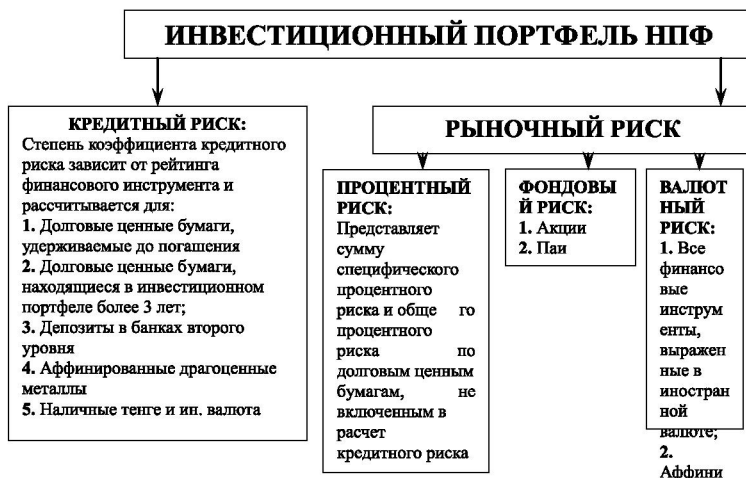 ИНВЕСТИЦИОННЫЙ ПОРТФЕЛЬ НПФ
КРЕДИТНЫЙ РИСК:
Степень коэффициента кредитного
риска зависит от рейтинга
финансового инструмента и
рассчитывается для:
1. Долговые ценные бумаги,
удерживаемые до погашения
2. Долговые ценные бумаги,
находящиеся в инвестиционном
портфеле более 3 лет;
3. Депозиты в банках второго
уровня
4. Аффинированные драгоценные
металлы
5. Наличные тенге и ин. валюта
РЫНОЧНЫЙ РИСК
ПРОЦЕНТНЫЙ
РИСК:
Представляет
сумму
специфического
процентного
риска и обще го
процентного
риска по
долговым ценным
бумагам, не
включенным в
расчет
кредитного риска
ФОНДОВЫ
Й РИСК:
1. Акции
2. Паи
ВАЛЮТ
НЫЙ
РИСК:
1. Все
финансо
вые
инструм
енты,
выражен
ные в
иностран
ной
валюте;
2.
Аффини